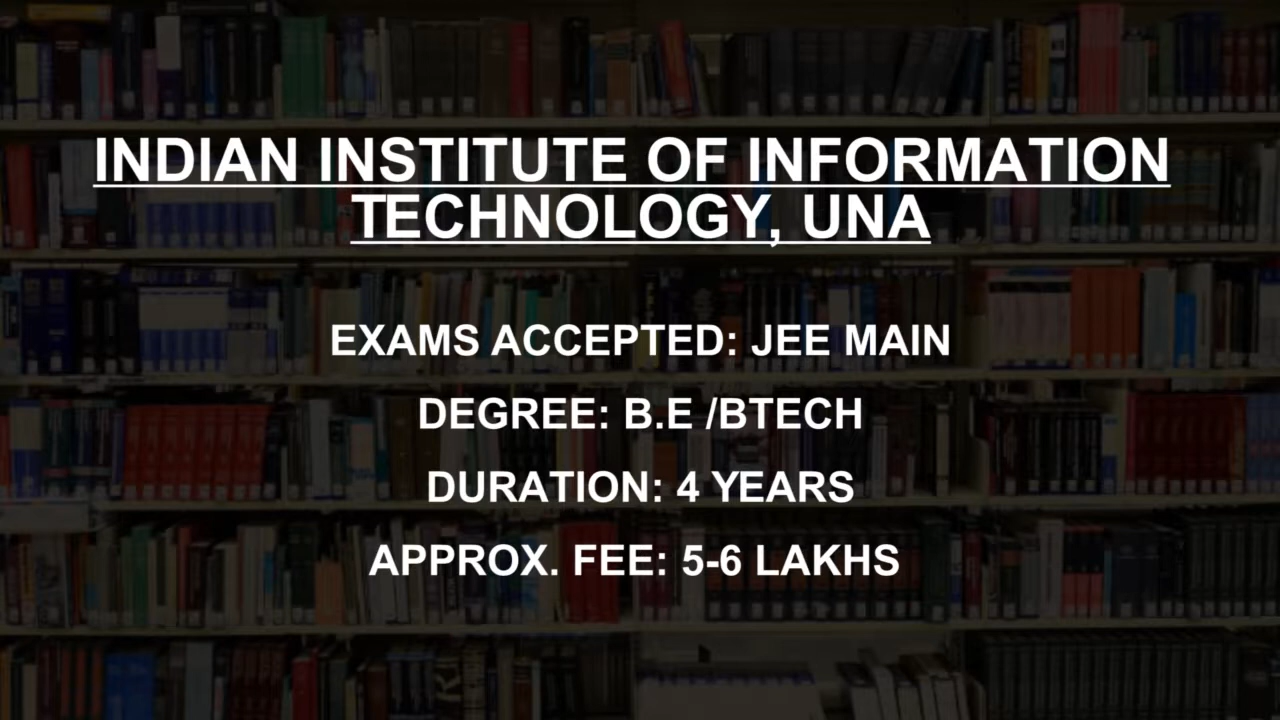 INDIAN INSTITUTE OF INFORMATION
TECHNOLOGY, UNA
EXAMS ACCEPTED: JEE MAIN
DEGREE: B.E /BTECH
DURATION: 4 YEARS
APPROX. FEE: 5-6 LAKHS